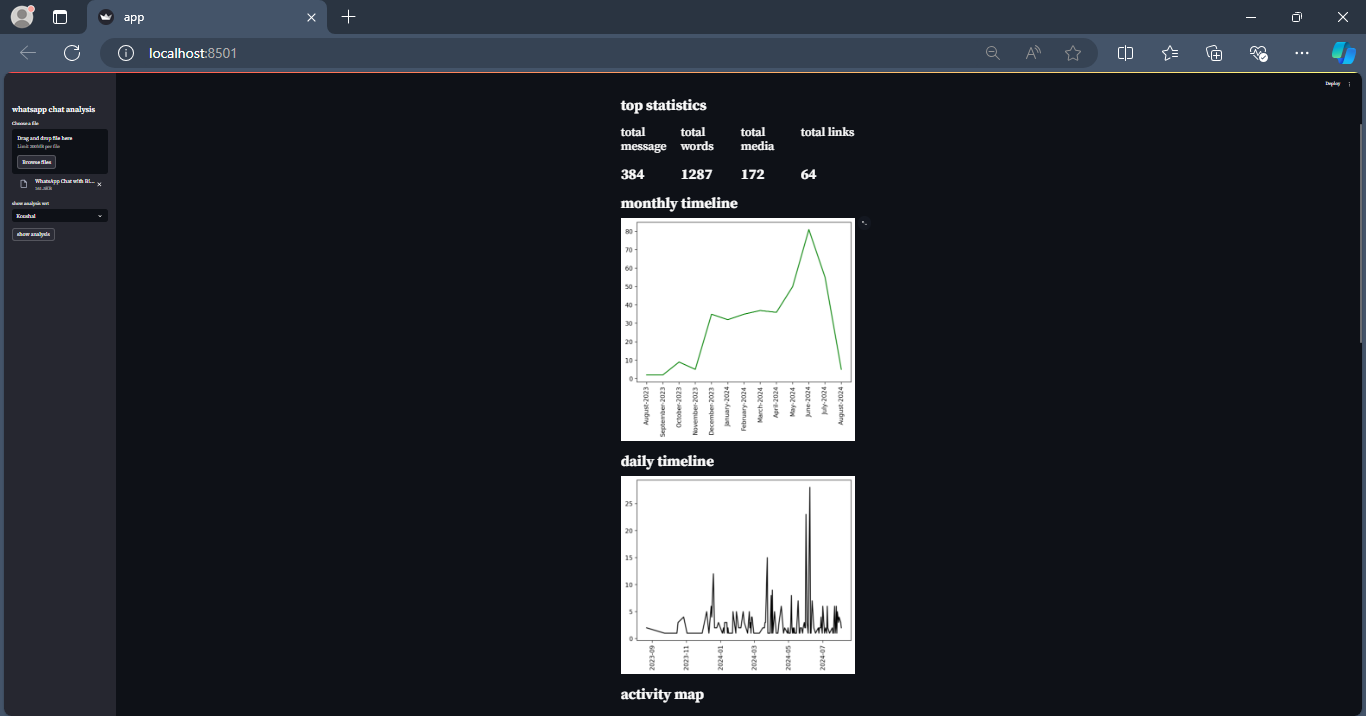 app
localhost:8501
Deploy
whatsapp chat analysis
Choose a file
Drag and drop file here
Limit 200MB per file
Browse files
WhatsApp Chat with
show analysis wrt
Koushal
show analysis
top statistics
total message
total words
total media
total links
384
1287
172
64
monthly timeline
80
70
60
50
40
30
20
10
0
August-2023
September-2023
October-2023
November-2023
December-2023
January-2024
February-2024
March-2024
April-2024
May-2024
June-2024
July-2024
August-2024
daily timeline
25
20
15
10
5
0
2023-09
2023-11
2024-01
2024-03
2024-05
2024-07
activity map